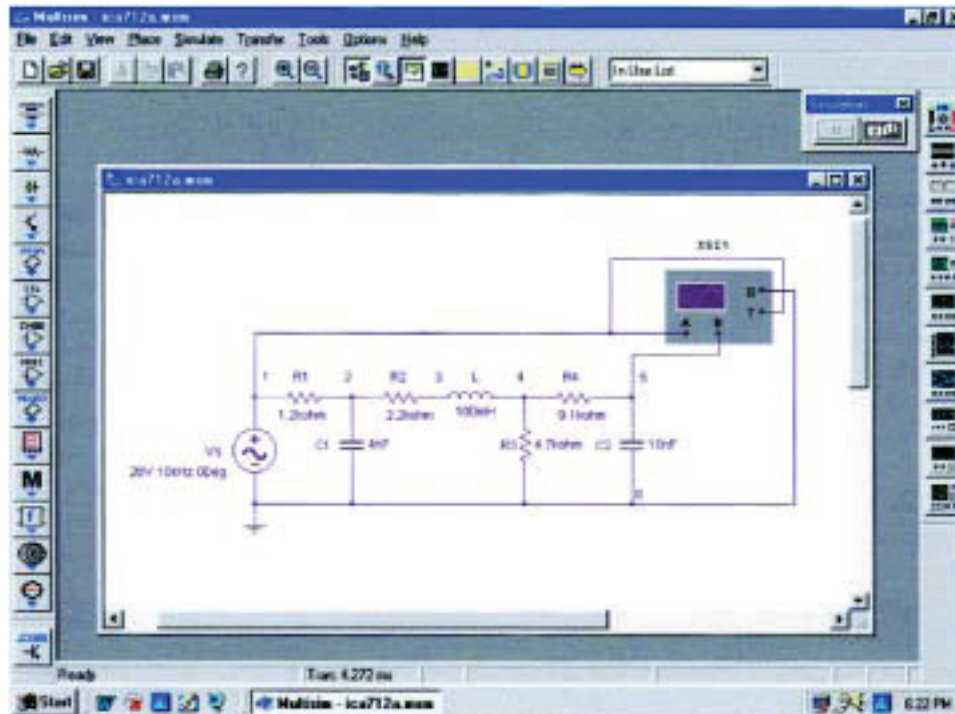 Multisim - ica712a.msm
File Edit View Place Simulate Transfer Tools Options Help
In Use List
Simulation
ica712a.msm
XSC1
G
T
A B
1 R1 2 R2 3 L 4 R4 5
1.2kohm 2.2kohm 100mH 9.1kohm
Vs C1 4nF R3 4.7kohm C2 10nF
20V 10kHz 0Deg
0
M
Ready Tran: 4.272 ms
Start Multisim - ica712a.msm 6:22 PM